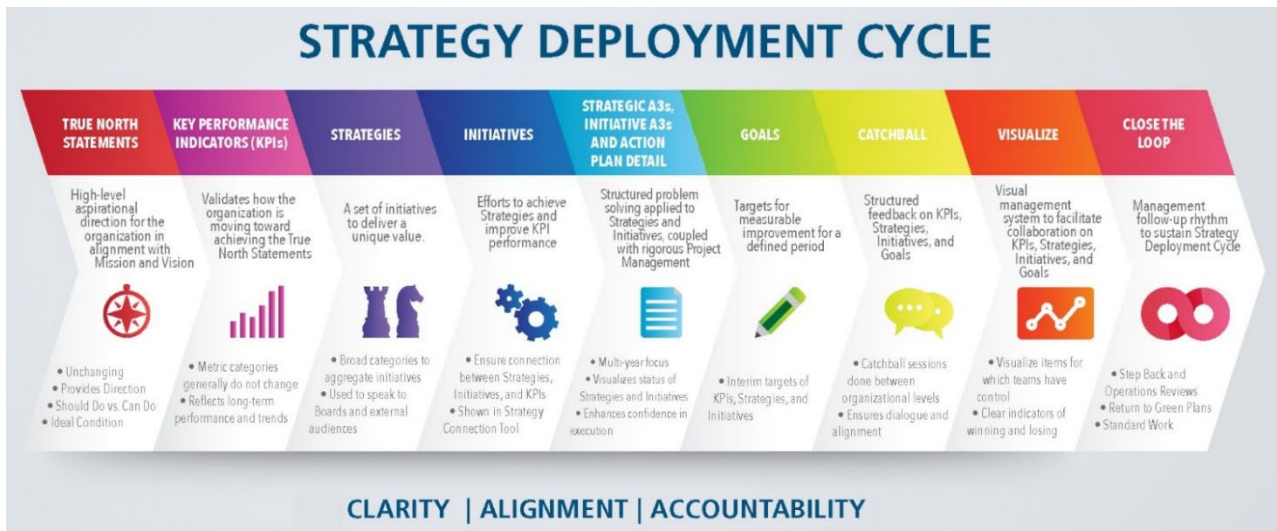 STRATEGY DEPLOYMENT CYCLE
TRUE NORTH
STATEMENTS
High-level
aspirational
direction for the
organization in
alignment with
Mission and Vision
• Unchanging
• Provides Direction
• Should Do vs. Can Do
• Ideal Condition
KEY PERFORMANCE
INDICATORS (KPIs)
Validates how the
organization is
moving toward
achieving the True
North Statements
• Metric categories
generally do not change
• Reflects long-term
performance and trends
STRATEGIES
A set of initiatives
to deliver a
unique value.
• Broad categories to
aggregate initiatives
• Used to speak to
Boards and external
audiences
INITIATIVES
Efforts to achieve
Strategies and
improve KPI
performance
• Ensure connection
between Strategies,
Initiatives, and KPIs
• Shown in Strategy
Connection Tool
STRATEGIC A3s,
INITIATIVE A3s
AND ACTION
PLAN DETAIL
Structured problem
solving applied to
Strategies and
Initiatives, coupled
with rigorous Project
Management
• Multi-year focus
• Visualizes status of
Strategies and Initiatives
• Enhances confidence in
execution
GOALS
Targets for
measurable
improvement for a
defined period
• Interim targets of
KPIs, Strategies, and
Initiatives
CATCHBALL
Structured
feedback on KPIs,
Strategies,
Initiatives, and
Goals
• Catchball sessions
done between
organizational levels
• Ensures dialogue and
alignment
VISUALIZE
Visual
management
system to facilitate
collaboration on
KPIs, Strategies,
Initiatives, and
Goals
• Visualize items for
which teams have
control
• Clear indicators of
winning and losing
CLOSE THE
LOOP
Management
follow-up rhythm
to sustain Strategy
Deployment Cycle
• Step Back and
Operations Reviews
• Return to Green Plans
• Standard Work
CLARITY | ALIGNMENT | ACCOUNTABILITY